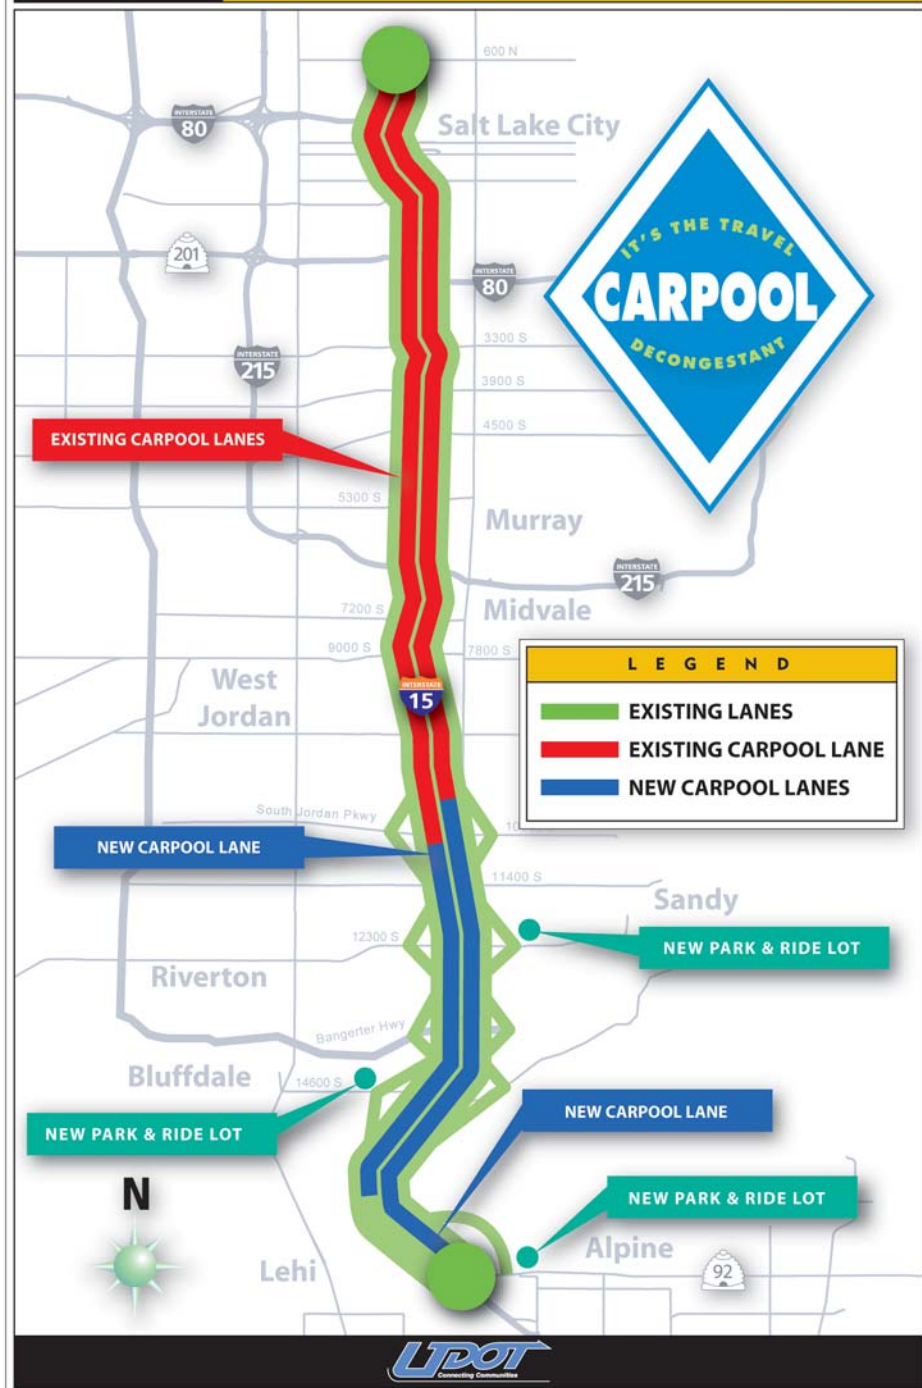 600 N
INTERSTATE
80
Salt Lake City
IT'S THE TRAVEL
CARPOOL
DECONGESTANT
201
INTERSTATE
80
3300 S
INTERSTATE
215
3900 S
4500 S
EXISTING CARPOOL LANES
5300 S
Murray
INTERSTATE
215
7200 S
Midvale
9000 S
7800 S
LEGEND
EXISTING LANES
EXISTING CARPOOL LANE
NEW CARPOOL LANES
West
Jordan
INTERSTATE
15
South Jordan Pkwy
NEW CARPOOL LANE
11400 S
Sandy
12300 S
NEW PARK & RIDE LOT
Riverton
Bangerter Hwy
Bluffdale
14600 S
NEW CARPOOL LANE
NEW PARK & RIDE LOT
N
NEW PARK & RIDE LOT
Alpine
Lehi
92
UDOT
Connecting Communities